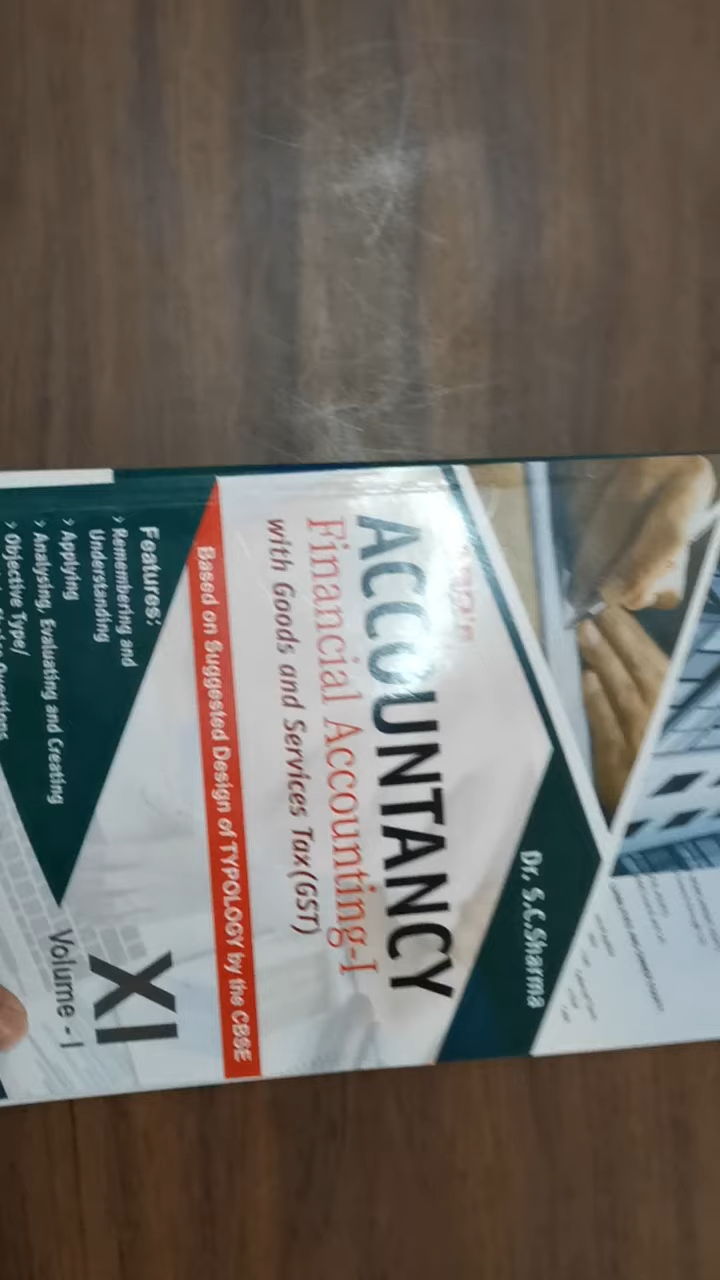 Dr. S.C.Sharma
ACCOUNTANCY
Financial Accounting-I
with Goods and Services Tax(GST)
Based on Suggested Design of TYPOLOGY by the CBSE
Features:
> Remembering and
Understanding
> Applying
> Analysing, Evaluating and Creating
> Objective Type/
Questions
XI
Volume - I